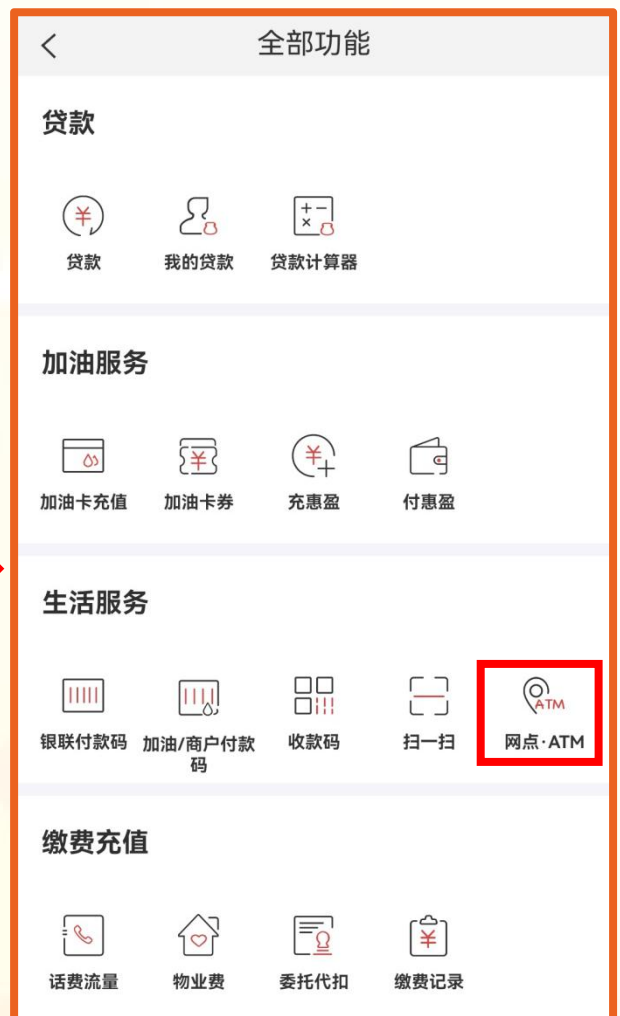 全部功能
贷款
贷款 我的贷款 贷款计算器
加油服务
加油卡充值 加油卡券 充惠盈 付惠盈
生活服务
ATM
银联付款码 加油/商户付款码 收款码 扫一扫 网点·ATM
缴费充值
话费流量 物业费 委托代扣 缴费记录